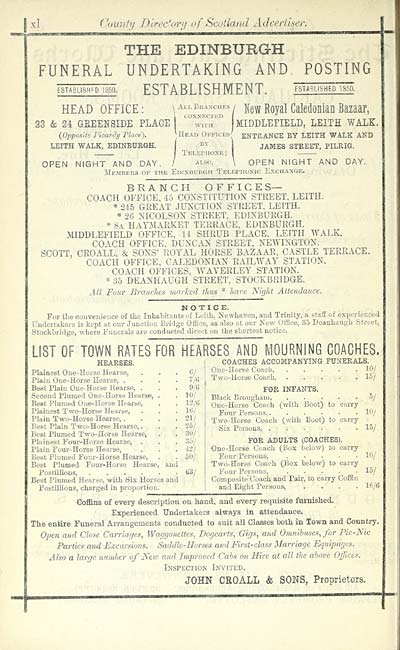 xl County Directory of Scotland Advertiser.
THE EDINBURGH
FUNERAL UNDERTAKING AND POSTING
ESTABLISHED 1850. ESTABLISHMENT. ESTABLISHED 1850.
HEAD OFFICE:
23 & 24 GREENSIDE PLACE
(Opposite Picardy Place),
LEITH WALK, EDINBURGH.
OPEN NIGHT AND DAY.
ALL BRANCHES
CONNECTED
WITH
HEAD OFFICES
BY
TELEPHONE;
ALSO,
New Royal Caledonian Bazaar,
MIDDLEFIELD, LEITH WALK.
ENTRANCE BY LEITH WALK AND
JAMES STREET, PILRIG.
OPEN NIGHT AND DAY.
MEMBERS OF THE EDINBURGH TELEPHONIC EXCHANGE.
BRANCH OFFICES—
COACH OFFICE, 45 CONSTITUTION STREET, LEITH.
* 245 GREAT JUNCTION STREET, LEITH.
* 26 NICOLSON STREET, EDINBURGH.
* 8A HAYMARKET TERRACE, EDINBURGH.
MIDDLEFIELD OFFICE, 14 SHRUB PLACE, LEITH WALK.
COACH OFFICE, DUNCAN STREET, NEWINGTON.
SCOTT, CROALL, & SONS' ROYAL HORSE BAZAAR, CASTLE TERRACE.
COACH OFFICE, CALEDONIAN RAILWAY STATION.
COACH OFFICES, WAVERLEY STATION.
* 35 DEANHAUGH STREET, STOCKBRIDGE.
All Four Branches marked thus * have Night Attendance.
NOTICE.
For the convenience of the Inhabitants of Leith, Newhaven, and Trinity, a staff of experienced
Undertakers is kept at our Junction Bridge Office, as also at our New Office, 35 Deanhaugh Street,
Stockbridge, where Funerals are conducted direct on the shortest notice.
LIST OF TOWN RATES FOR HEARSES AND MOURNING COACHES.
HEARSES.
Plainest One-Horse Hearse, . . . 6/
Plain One-Horse Hearse, . . . 7/6
Best Plain One-Horse Hearse, . . . 9/6
Second Plumed One-Horse Hearse, . . 10/
Best Plumed One-Horse Hearse, . . 12/6
Plainest Two-Horse Hearse, . . . 16/
Plain Two-Horse Hearse, . . . 21/
Best Plain Two-Horse Hearse, . . . 25/
Best Plumed Two-Horse Hearse, . . 30/
Plainest Four-Horse Hearse, . . . 35/
Plain Four-Horse Hearse, . . . 42/
Best Plumed Four-Horse Hearse, . . 50/
Best Plumed Four-Horse Hearse, and
Postillions, . . . 63/
Best Plumed Hearse, with Six Horses and
Postillions, charged in proportion.
COACHES ACCOMPANYING FUNERALS.
One-Horse Coach, . . . 10/
Two-Horse Coach, . . . 15/
FOR INFANTS.
Black Brougham, . . . 5/
One-Horse Coach (with Boot) to carry
Four Persons, . . . 10/
Two-Horse Coach (with Boot) to carry
Six Persons, . . . 15/
FOR ADULTS (COACHES).
One-Horse Coach (Box below) to carry
Four Persons, . . . 10/
Two-Horse Coach (Box below) to carry
Four Persons, . . . 15/
Composite Coach and Pair, to carry Coffin
and Eight Persons, . . . 16/6
Coffins of every description on hand, and every requisite furnished.
Experienced Undertakers always in attendance.
The entire Funeral Arrangements conducted to suit all Classes both in Town and Country.
Open and Close Carriages, Waggonettes, Dogcarts, Gigs, and Omnibuses, for Pic-Nic
Parties and Excursions. Saddle-Horses and First-class Marriage Equipages.
Also a large number of New and Improved Cabs on Hire at all the above Offices.
INSPECTION INVITED.
JOHN CROALL & SONS, Proprietors.